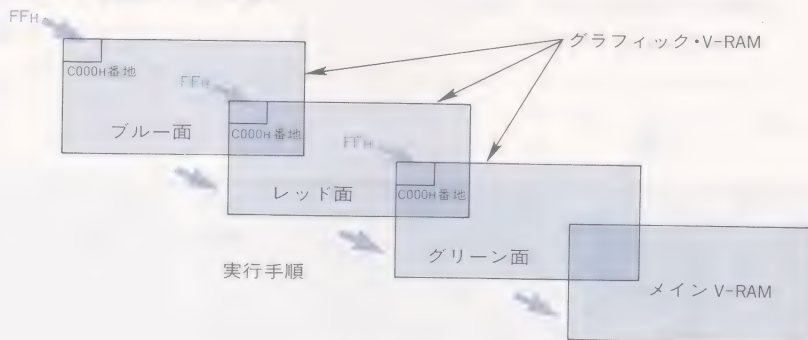 FFH
グラフィック・V-RAM
C000H番地
ブルー面
FFH
C000H番地
レッド面
FFH
C000H番地
グリーン面
メイン V-RAM
実行手順